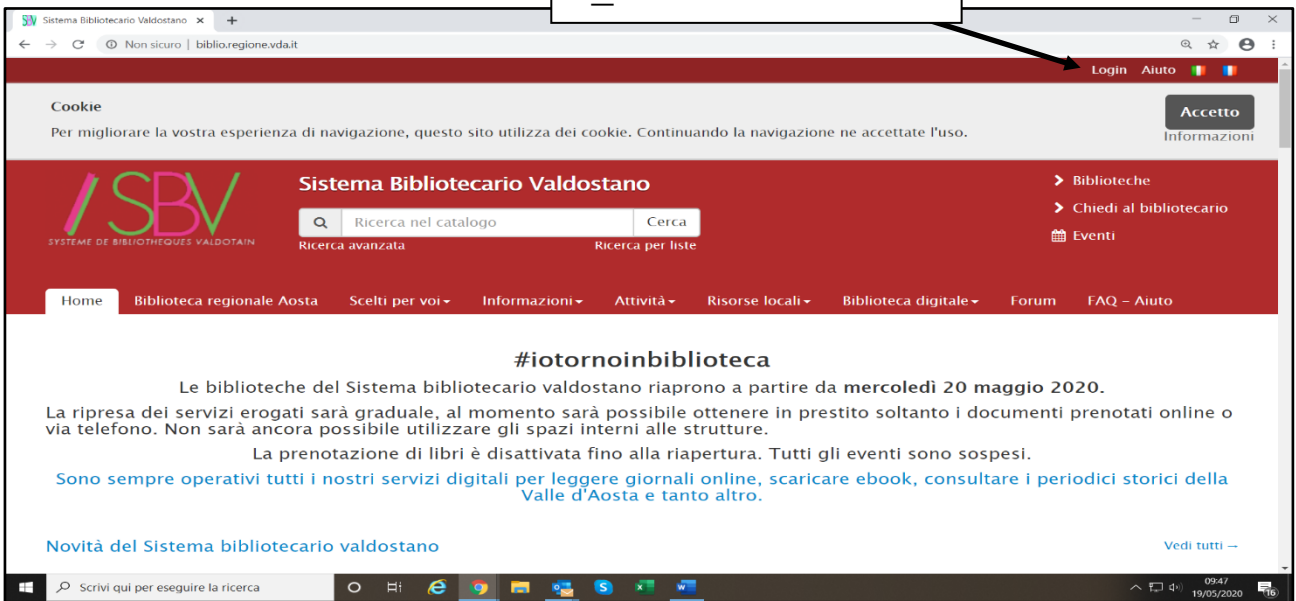 Sistema Bibliotecario Valdostano
Non sicuro | biblio.regione.vda.it
Login Aiuto
Cookie
Per migliorare la vostra esperienza di navigazione, questo sito utilizza dei cookie. Continuando la navigazione ne accettate l'uso.
Accetto
Informazioni
SBV
SYSTEME DE BIBLIOTHEQUES VALDOTAIN
Sistema Bibliotecario Valdostano
Ricerca nel catalogo Cerca
Ricerca avanzata Ricerca per liste
Biblioteche
Chiedi al bibliotecario
Eventi
Home Biblioteca regionale Aosta Scelti per voi Informazioni Attività Risorse locali Biblioteca digitale Forum FAQ – Aiuto
#iotornoinbiblioteca
Le biblioteche del Sistema bibliotecario valdostano riaprono a partire da mercoledì 20 maggio 2020.
La ripresa dei servizi erogati sarà graduale, al momento sarà possibile ottenere in prestito soltanto i documenti prenotati online o
via telefono. Non sarà ancora possibile utilizzare gli spazi interni alle strutture.
La prenotazione di libri è disattivata fino alla riapertura. Tutti gli eventi sono sospesi.
Sono sempre operativi tutti i nostri servizi digitali per leggere giornali online, scaricare ebook, consultare i periodici storici della
Valle d'Aosta e tanto altro.
Novità del Sistema bibliotecario valdostano Vedi tutti →
Scrivi qui per eseguire la ricerca
09:47
19/05/2020
16